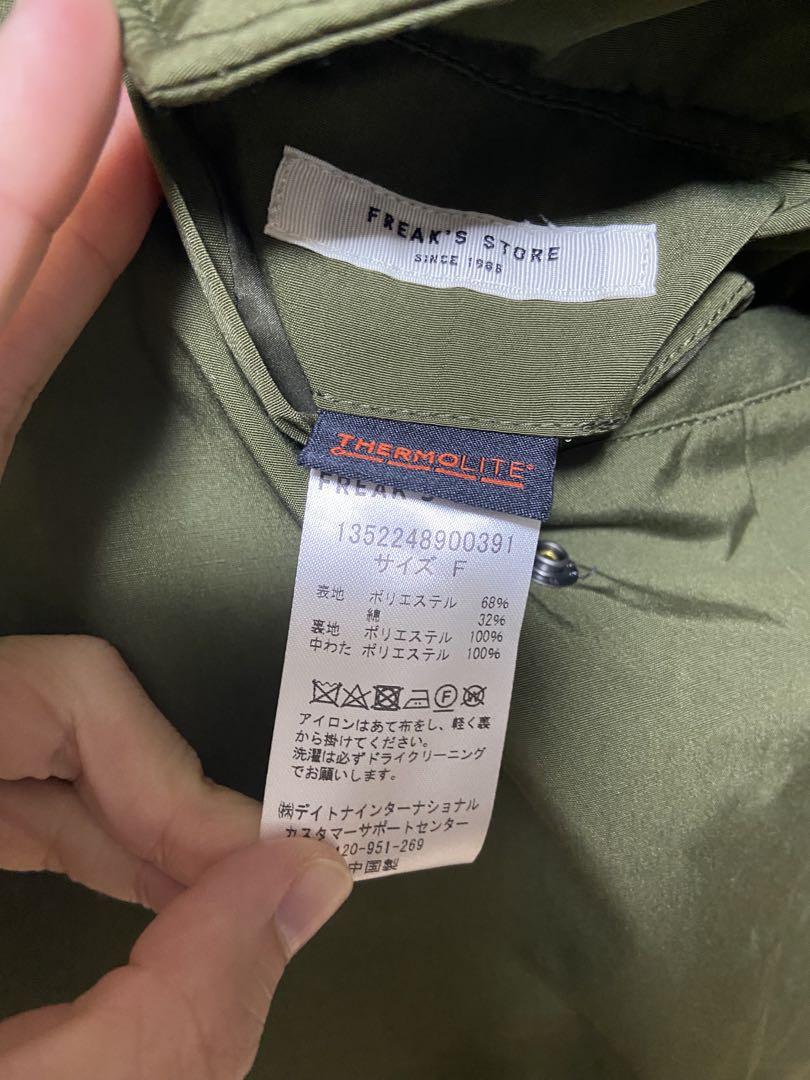 FREAK'S STORE
SINCE 1986
THERMOLITE®
FREAK'S
1352248900391
サイズ F
表地 ポリエステル 68%
綿 32%
裏地 ポリエステル 100%
中わた ポリエステル 100%
アイロンはあて布をし、軽く裏
から掛けてください。
洗濯は必ずドライクリーニング
でお願いします。
㈱デイトナインターナショナル
カスタマーサポートセンター
120-951-269
中国製